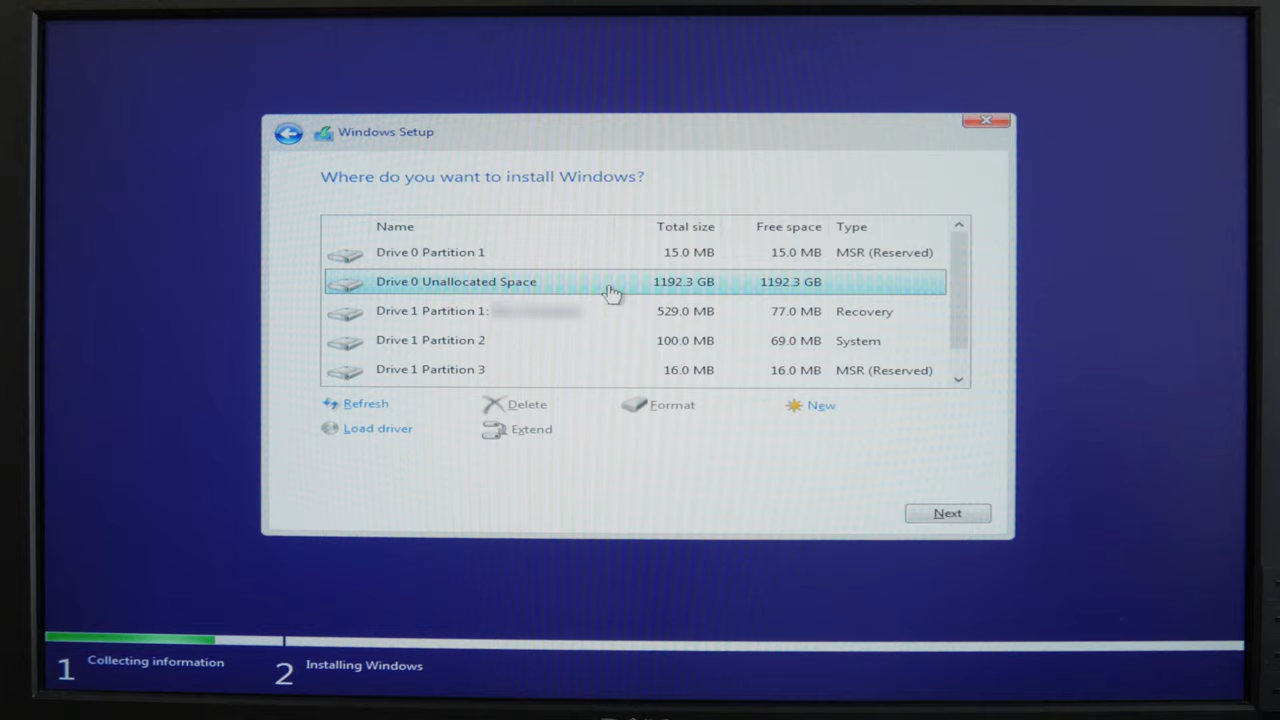 Windows Setup
Where do you want to install Windows?
Name Total size Free space Type
Drive 0 Partition 1 15.0 MB 15.0 MB MSR (Reserved)
Drive 0 Unallocated Space 1192.3 GB 1192.3 GB
Drive 1 Partition 1: 529.0 MB 77.0 MB Recovery
Drive 1 Partition 2 100.0 MB 69.0 MB System
Drive 1 Partition 3 16.0 MB 16.0 MB MSR (Reserved)
Refresh Delete Format New
Load driver Extend
Next
1 Collecting information 2 Installing Windows